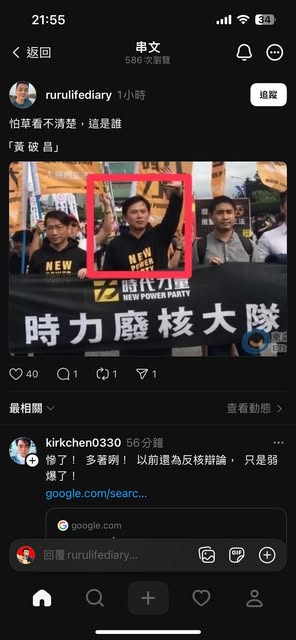 21:55
34
返回
串文
586 次瀏覽
rurulifediary 1小時
追蹤
怕草看不清楚，這是誰
「黃 破 昌」
NEW
POWER
NEW
POWER
PARTY
時代力量
NEW POWER PARTY
時力廢核大隊
40
1
1
1
最相關
查看動態
kirkchen0330 56分鐘
慘了！ 多著咧！ 以前還為反核辯論， 只是弱
爆了！
google.com/searc...
google.com
回覆 rurulifediary...
GIF